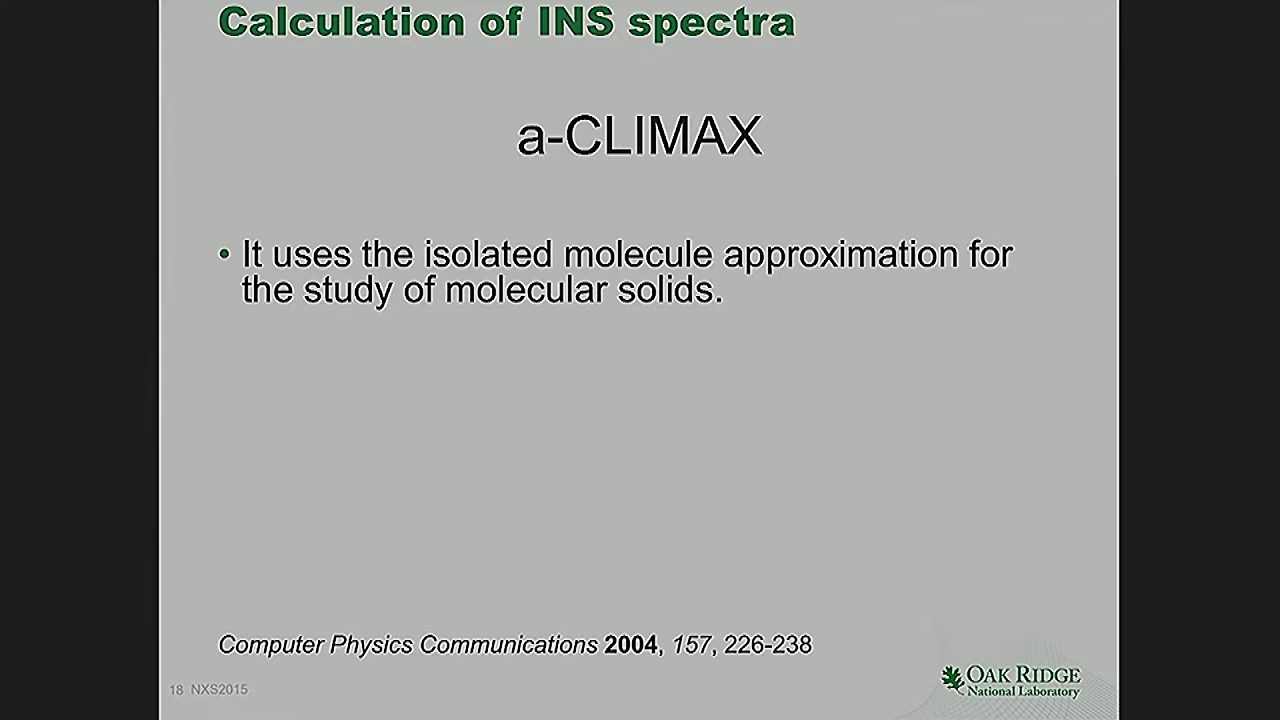 Calculation of INS spectra
a-CLIMAX
• It uses the isolated molecule approximation for
the study of molecular solids.
Computer Physics Communications 2004, 157, 226-238
18 NXS2015
OAK RIDGE
National Laboratory